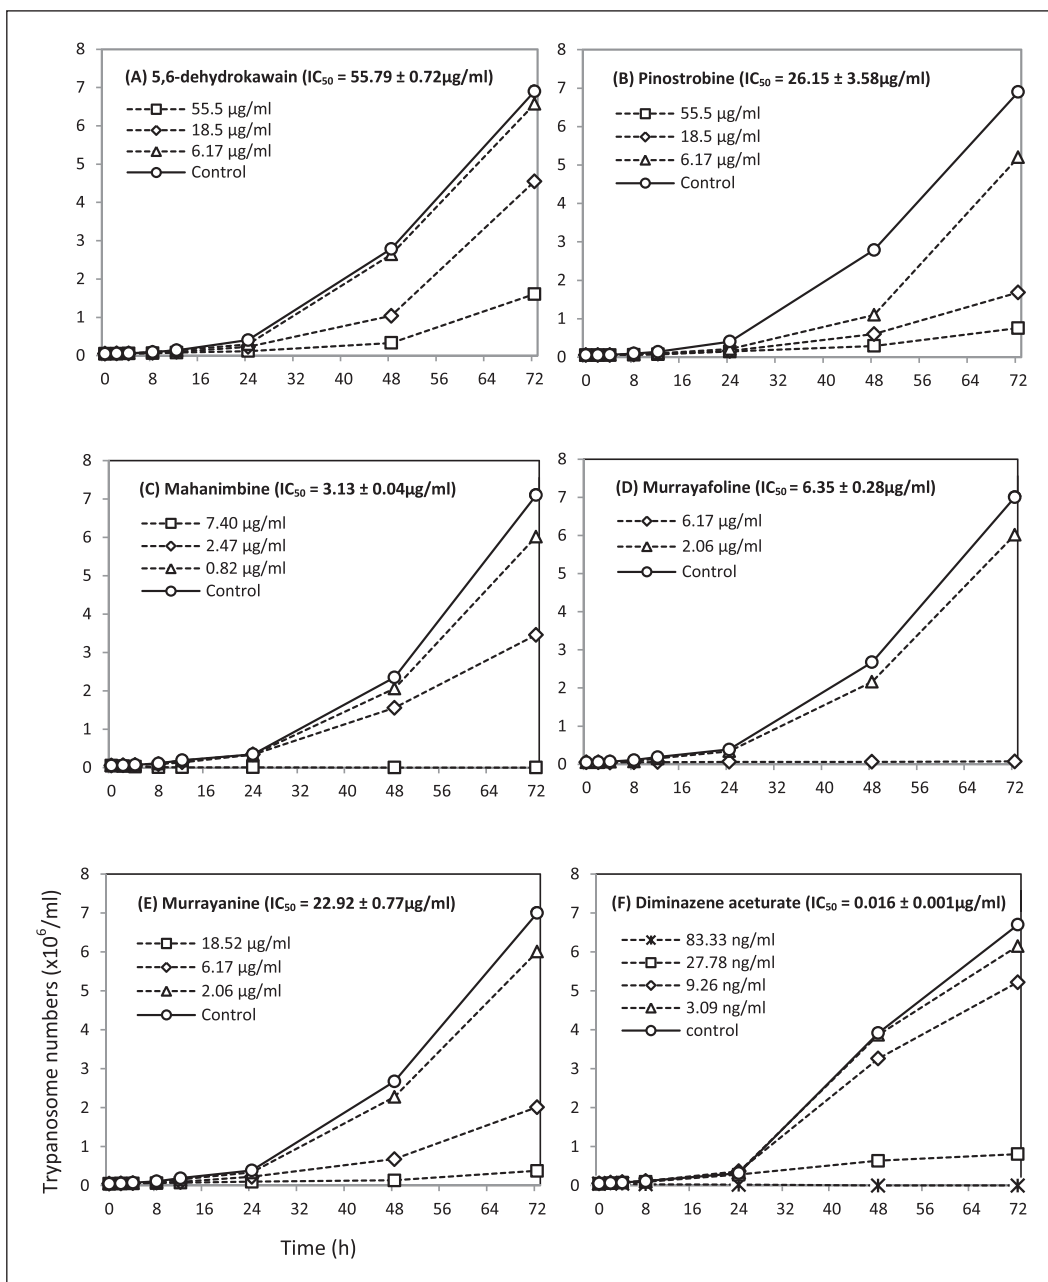 (A) 5,6-dehydrokawain (IC50 = 55.79 ± 0.72µg/ml)
55.5 µg/ml
18.5 µg/ml
6.17 µg/ml
Control
8
7
6
5
4
3
2
1
0
0 8 16 24 32 40 48 56 64 72
(B) Pinostrobine (IC50 = 26.15 ± 3.58µg/ml)
55.5 µg/ml
18.5 µg/ml
6.17 µg/ml
Control
8
7
6
5
4
3
2
1
0
0 8 16 24 32 40 48 56 64 72
(C) Mahanimbine (IC50 = 3.13 ± 0.04µg/ml)
7.40 µg/ml
2.47 µg/ml
0.82 µg/ml
Control
8
7
6
5
4
3
2
1
0
0 8 16 24 32 40 48 56 64 72
(D) Murrayafoline (IC50 = 6.35 ± 0.28µg/ml)
6.17 µg/ml
2.06 µg/ml
Control
8
7
6
5
4
3
2
1
0
0 8 16 24 32 40 48 56 64 72
(E) Murrayanine (IC50 = 22.92 ± 0.77µg/ml)
18.52 µg/ml
6.17 µg/ml
2.06 µg/ml
Control
8
7
6
5
4
3
2
1
0
0 8 16 24 32 40 48 56 64 72
(F) Diminazene aceturate (IC50 = 0.016 ± 0.001µg/ml)
83.33 ng/ml
27.78 ng/ml
9.26 ng/ml
3.09 ng/ml
control
8
7
6
5
4
3
2
1
0
0 8 16 24 32 40 48 56 64 72
Trypanosome numbers (x10^6/ml)
Time (h)